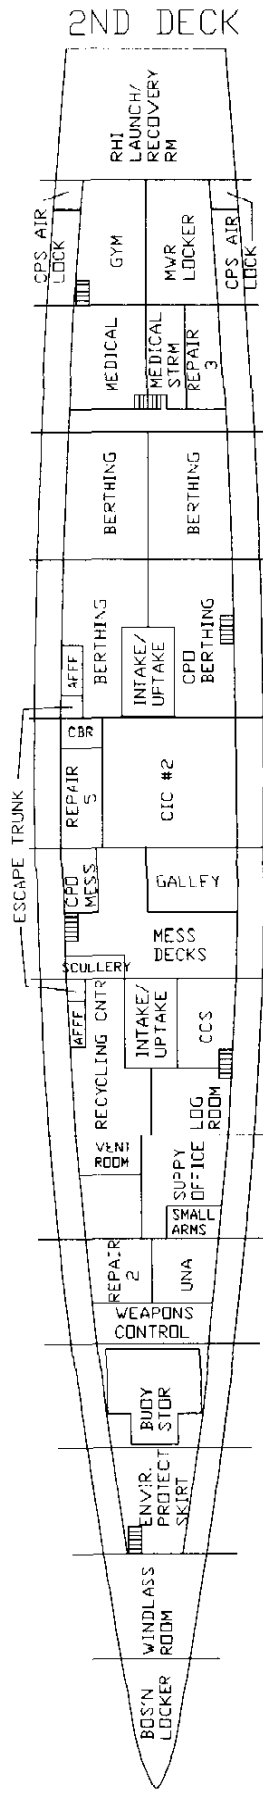 2ND DECK
RHI
LAUNCH/
RECOVERY
RM
CPS AIR
LOCK
GYM
MWR
LOCKER
CPS AIR
LOCK
MEDICAL
MEDICAL
STRM
REPAIR
3
BERTHING
BERTHING
AFFF
BERTHING
INTAKE/
UPTAKE
CPO
BERTHING
ESCAPE TRUNK
CBR
REPAIR
5
CIC #2
CPO
MESS
GALLEY
MESS
DECKS
SCULLERY
AFFF
RECYCLING CNTR
INTAKE/
UPTAKE
CCS
LOG
ROOM
VENT
ROOM
SUPPY
OFFICE
SMALL
ARMS
REPAIR
2
UNA
WEAPONS
CONTROL
BUOY
STOR
ENVIR.
PROTECT
SKIRT
WINDLASS
ROOM
BOS'N
LOCKER